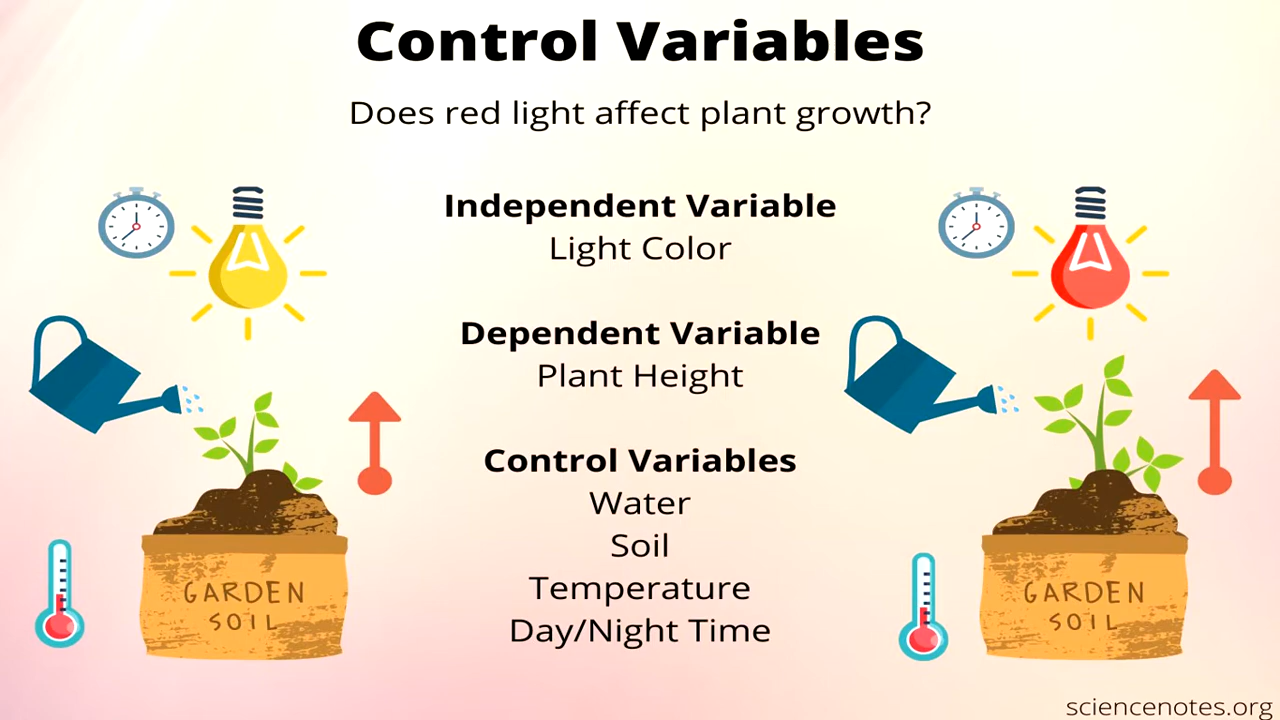 Control Variables
Does red light affect plant growth?
Independent Variable
Light Color
Dependent Variable
Plant Height
Control Variables
Water
Soil
Temperature
Day/Night Time
GARDEN
SOIL
GARDEN
SOIL
sciencenotes.org